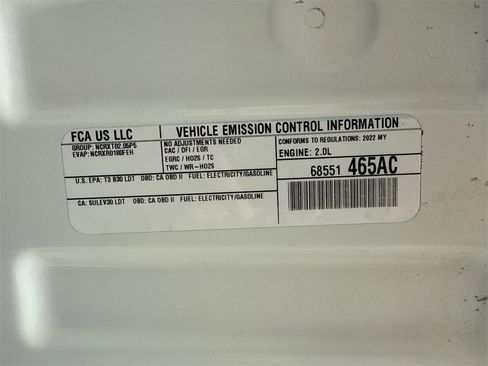 FCA US LLC
VEHICLE EMISSION CONTROL INFORMATION
GROUP: NCRXT02.05P5
EVAP: NCRXR0180FEH
NO ADJUSTMENTS NEEDED
CAC / DFI / EGR
EGRC / HO2S / TC
TWC / WR-HO2S
CONFORMS TO REGULATIONS: 2022 MY
ENGINE: 2.0L
68551 465AC
U.S. EPA: T3 B30 LDT OBD: CA OBD II FUEL: ELECTRICITY/GASOLINE
CA: SULEV30 LDT OBD: CA OBD II FUEL: ELECTRICITY/GASOLINE